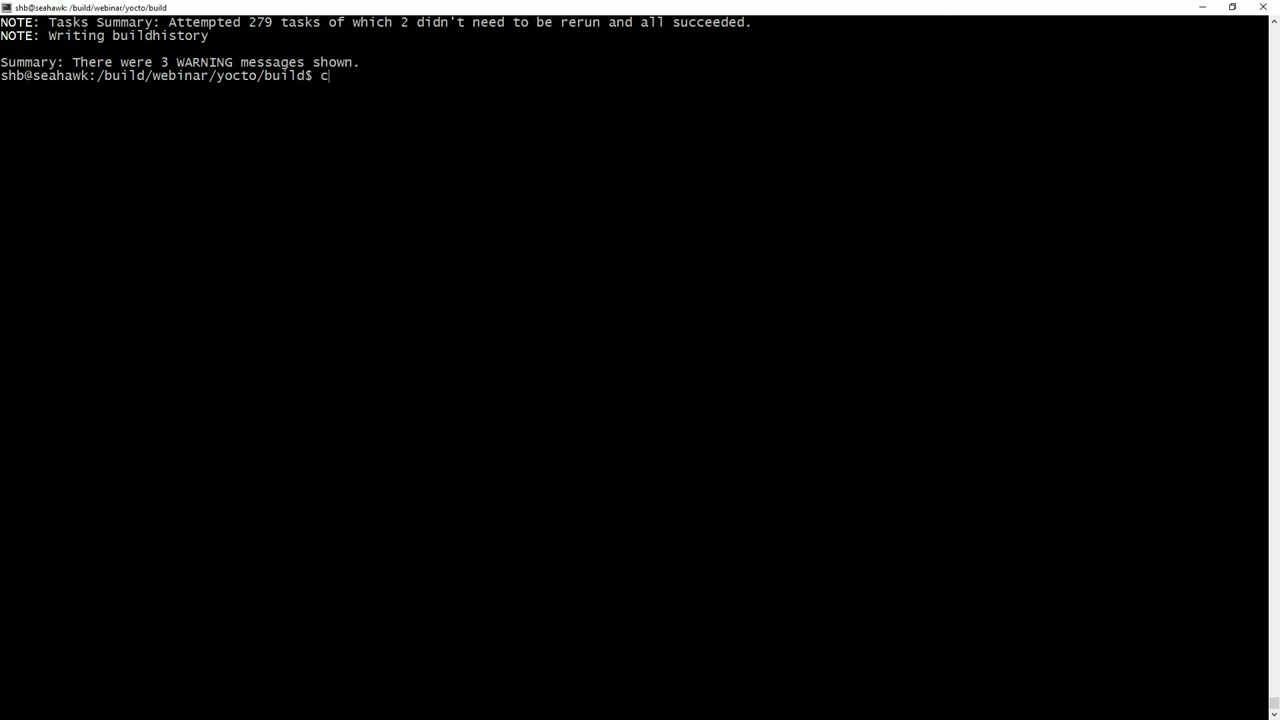 shb@seahawk: /build/webinar/yocto/build
NOTE: Tasks Summary: Attempted 279 tasks of which 2 didn't need to be rerun and all succeeded.
NOTE: Writing buildhistory
Summary: There were 3 WARNING messages shown.
shb@seahawk:/build/webinar/yocto/build$ c